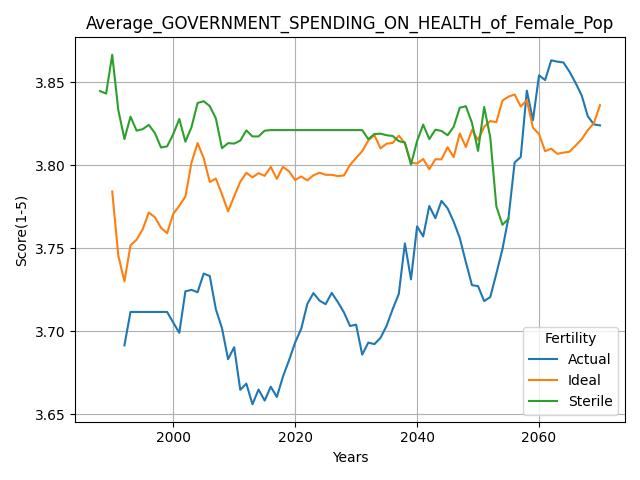 Average_GOVERNMENT_SPENDING_ON_HEALTH_of_Female_Pop
Score(1-5)
3.85
3.80
3.75
3.70
3.65
2000 2020 2040 2060
Years
Fertility
Actual
Ideal
Sterile